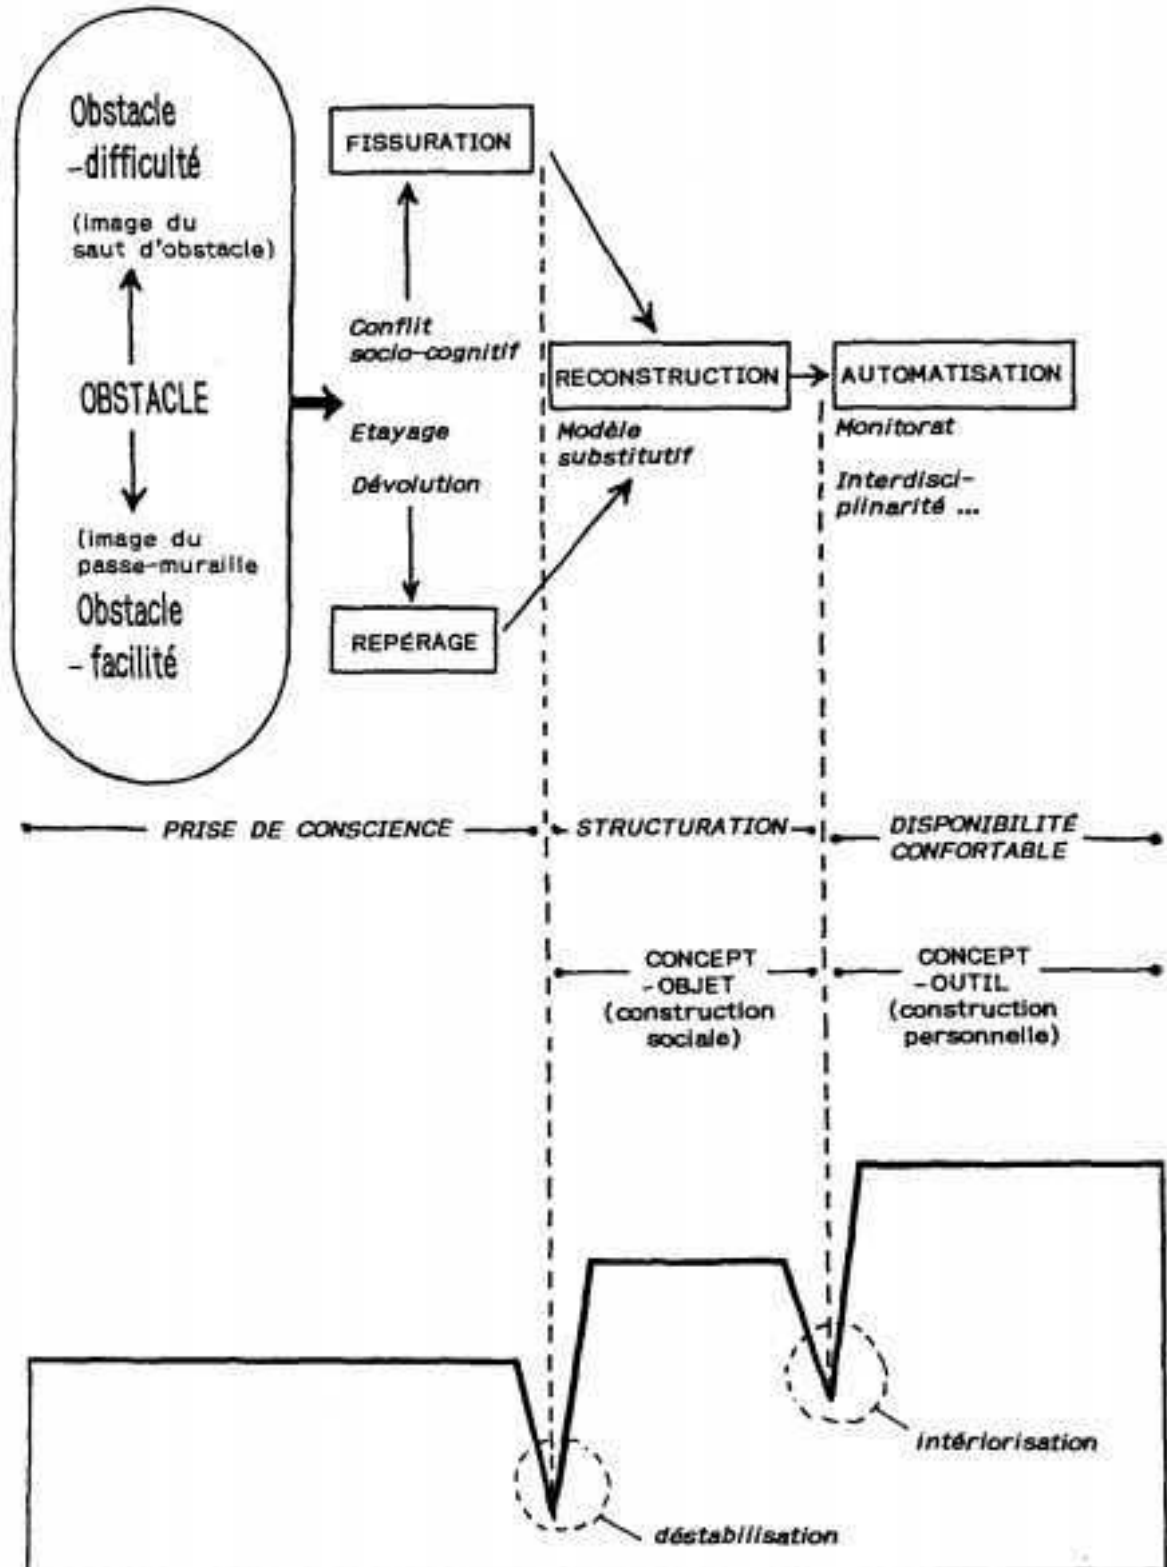 Obstacle
-difficulté
(image du
saut d'obstacle)
OBSTACLE
(image du
passe-muraille
Obstacle
- facilité
FISSURATION
Conflit
socio-cognitif
Etayage
Dévolution
REPÉRAGE
RECONSTRUCTION
Modèle
substitutif
AUTOMATISATION
Monitorat
Interdisci-
plinarité ...
PRISE DE CONSCIENCE
STRUCTURATION
DISPONIBILITÉ
CONFORTABLE
CONCEPT
-OBJET
(construction
sociale)
CONCEPT
-OUTIL
(construction
personnelle)
intériorisation
déstabilisation